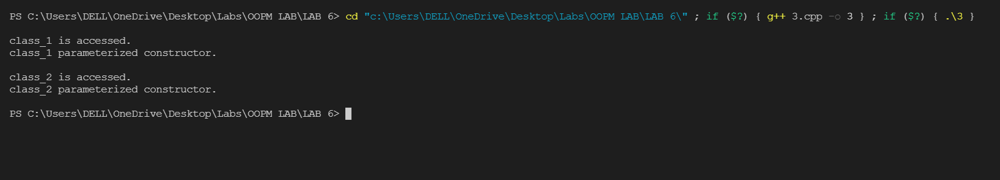 PS C:\Users\DELL\OneDrive\Desktop\Labs\OOPM LAB\LAB 6> cd "c:\Users\DELL\OneDrive\Desktop\Labs\OOPM LAB\LAB 6\" ; if ($?) { g++ 3.cpp -o 3 } ; if ($?) { .\3 }
class_1 is accessed.
class_1 parameterized constructor.
class_2 is accessed.
class_2 parameterized constructor.
PS C:\Users\DELL\OneDrive\Desktop\Labs\OOPM LAB\LAB 6>